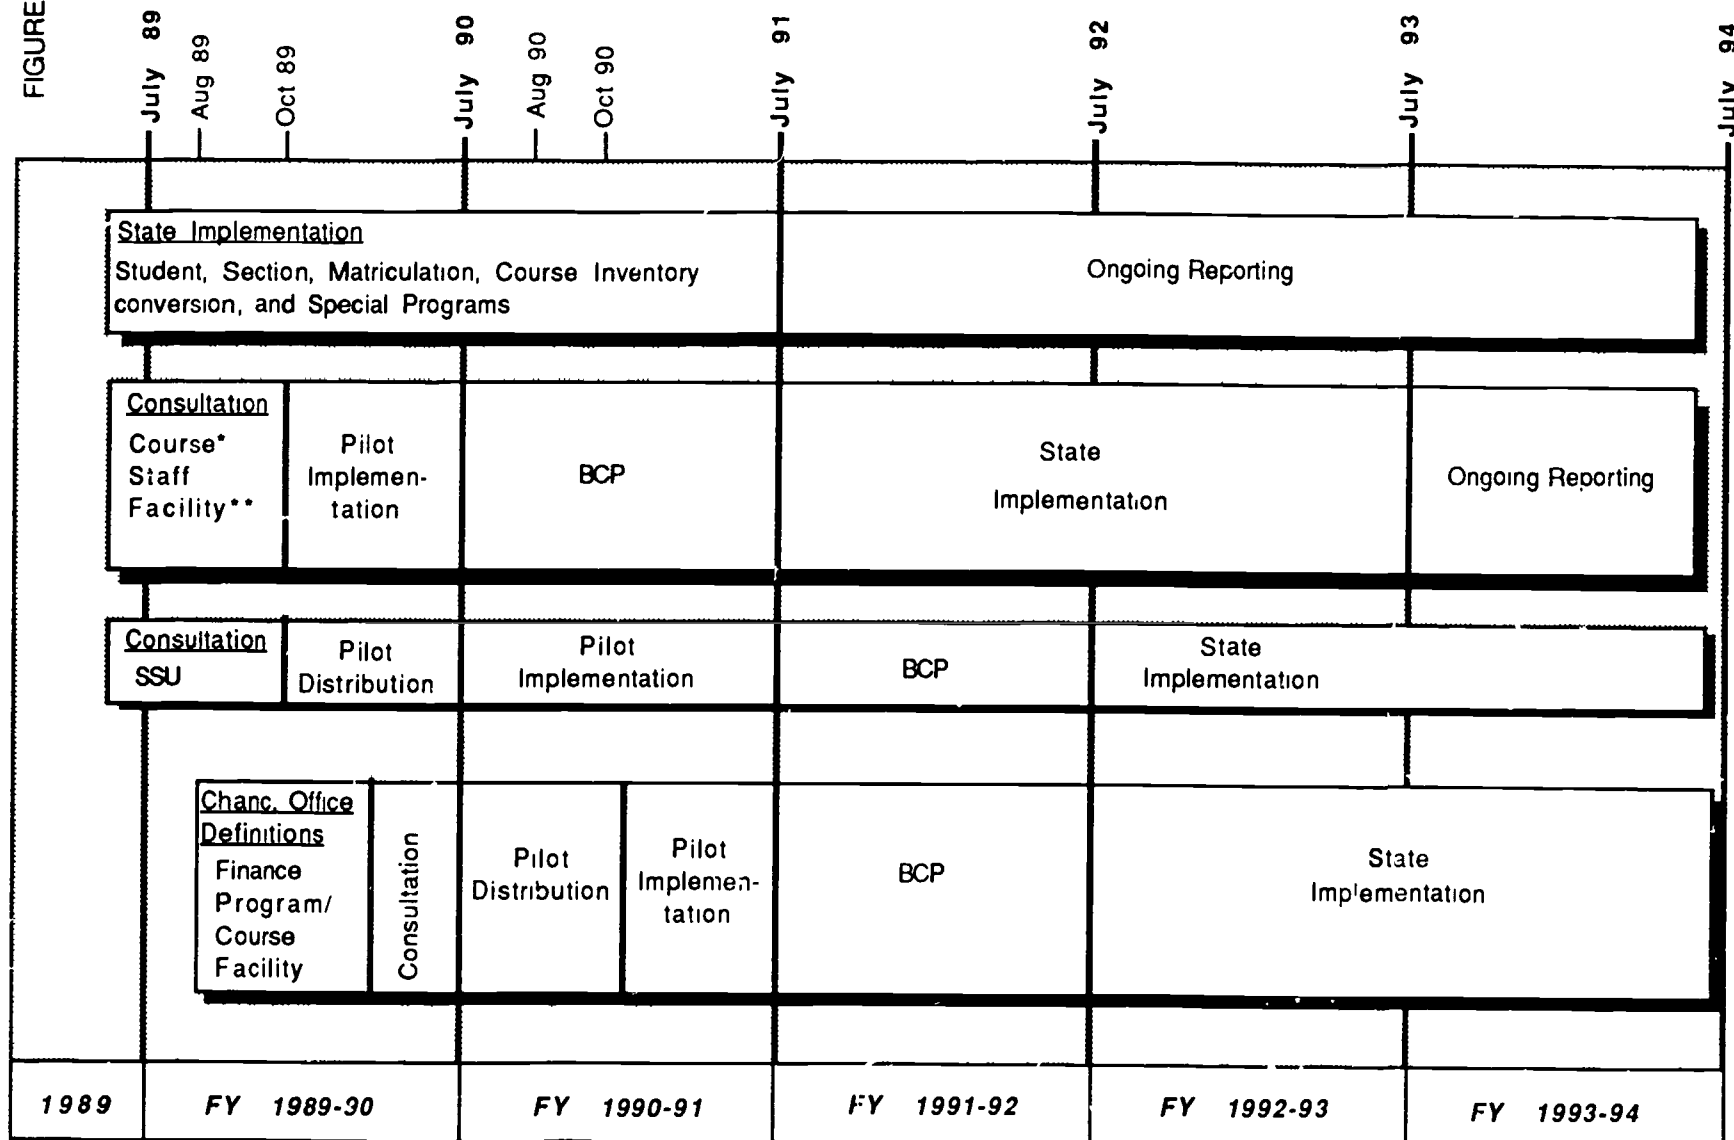 FIGURE
July 89
Aug 89
Oct 89
July 90
Aug 90
Oct 90
July 91
July 92
July 93
July 94
State Implementation
Student, Section, Matriculation, Course Inventory
conversion, and Special Programs
Ongoing Reporting
Consultation
Course*
Staff
Facility**
Pilot
Implemen-
tation
BCP
State
Implementation
Ongoing Reporting
Consultation
SSU
Pilot
Distribution
Pilot
Implementation
BCP
State
Implementation
Chanc. Office
Definitions
Finance
Program/
Course
Facility
Consultation
Pilot
Distribution
Pilot
Implemen-
tation
BCP
State
Implementation
1989
FY 1989-30
FY 1990-91
FY 1991-92
FY 1992-93
FY 1993-94